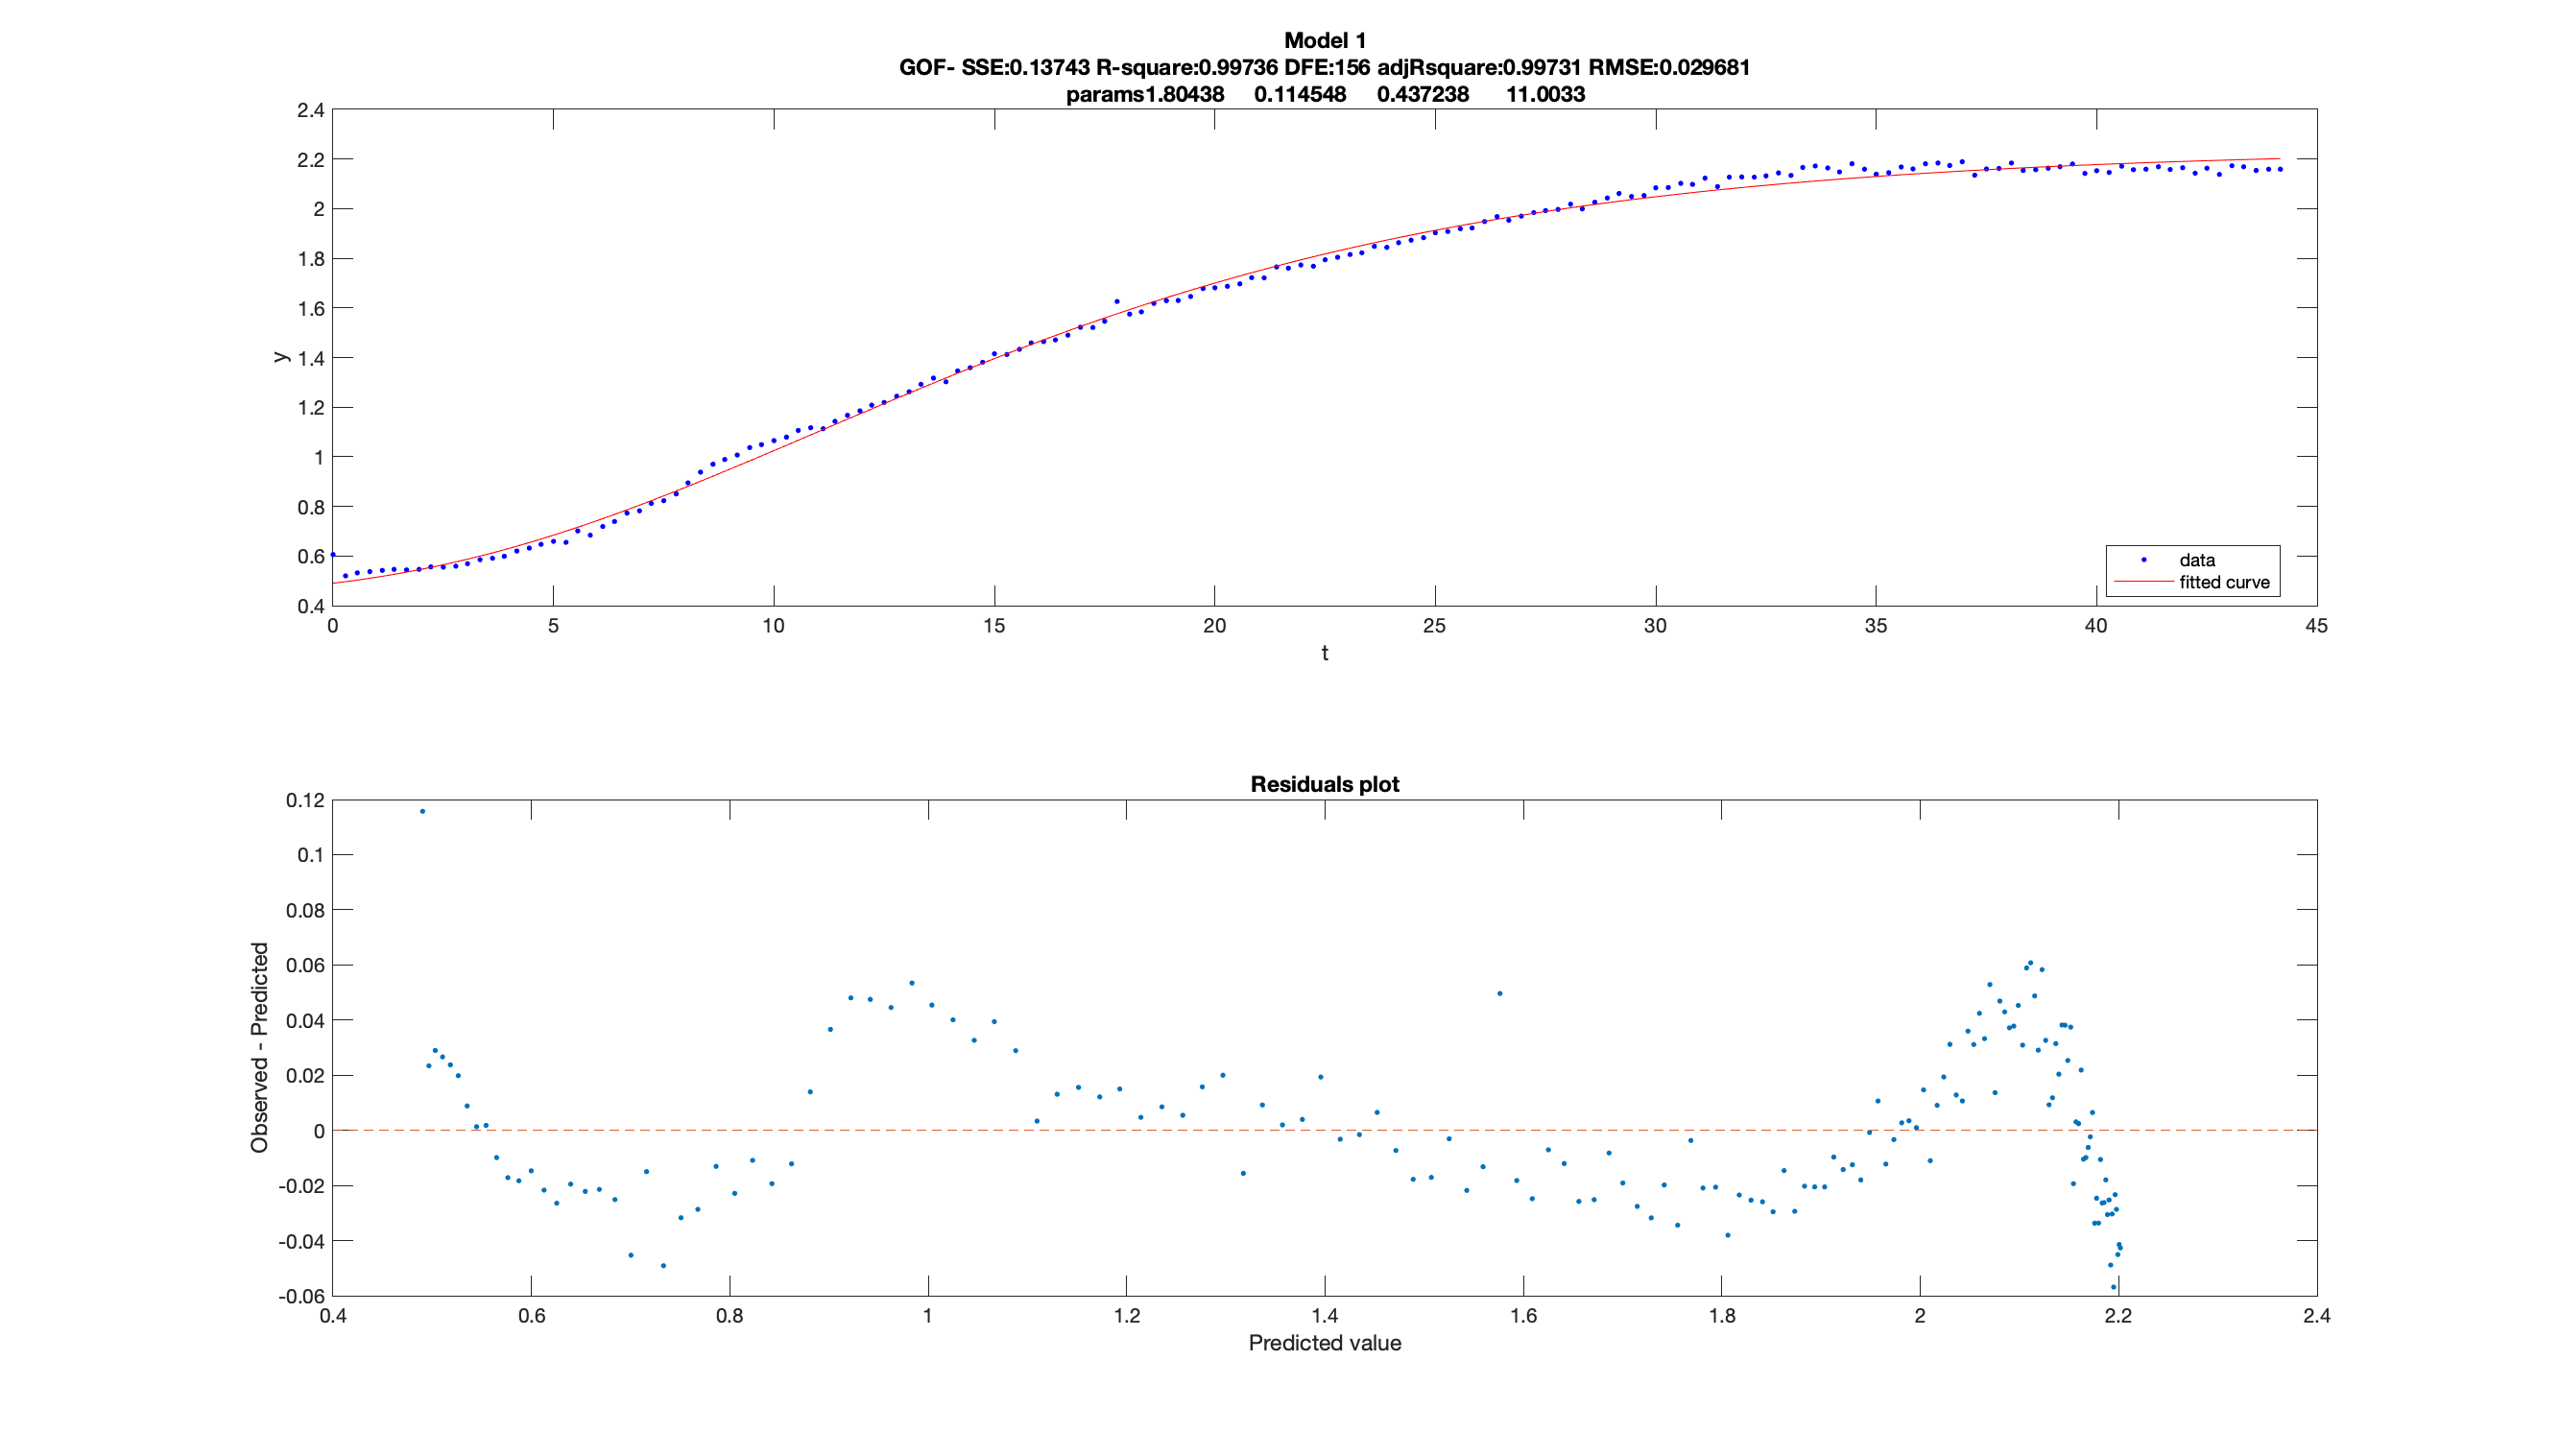 Model 1
GOF- SSE:0.13743 R-square:0.99736 DFE:156 adjRsquare:0.99731 RMSE:0.029681
params1.80438 0.114548 0.437238 11.0033
2.4
2.2
2
1.8
1.6
1.4
1.2
1
0.8
0.6
0.4
y
data
fitted curve
0 5 10 15 20 25 30 35 40 45
t
Residuals plot
0.12
0.1
0.08
0.06
0.04
0.02
0
-0.02
-0.04
-0.06
Observed - Predicted
0.4 0.6 0.8 1 1.2 1.4 1.6 1.8 2 2.2 2.4
Predicted value